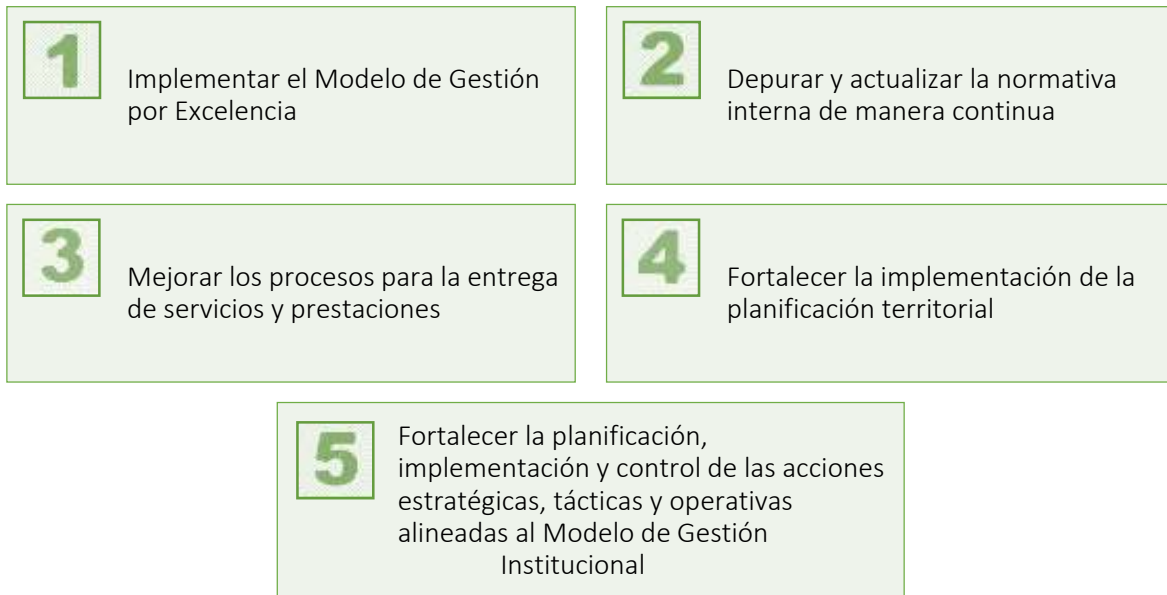 1
Implementar el Modelo de Gestión
por Excelencia
2
Depurar y actualizar la normativa
interna de manera continua
3
Mejorar los procesos para la entrega
de servicios y prestaciones
4
Fortalecer la implementación de la
planificación territorial
5
Fortalecer la planificación,
implementación y control de las acciones
estratégicas, tácticas y operativas
alineadas al Modelo de Gestión
Institucional